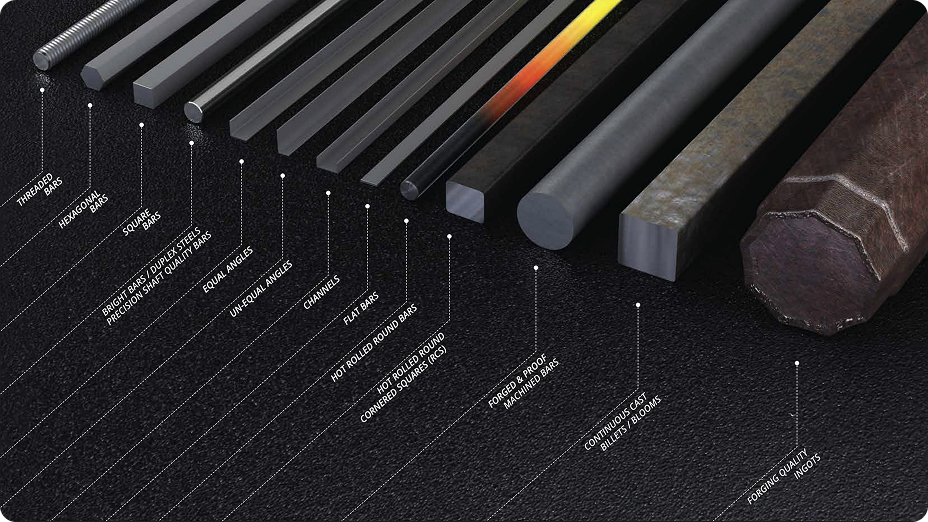 THREADED
BARS
HEXAGONAL
BARS
SQUARE
BARS
BRIGHT BARS / DUPLEX STEELS
PRECISION SHAFT QUALITY BARS
EQUAL ANGLES
UN-EQUAL ANGLES
CHANNELS
FLAT BARS
HOT ROLLED ROUND BARS
HOT ROLLED ROUND
CORNERED SQUARES (RCS)
FORGED & PROOF
MACHINED BARS
CONTINUOUS CAST
BILLETS / BLOOMS
FORGING QUALITY
INGOTS